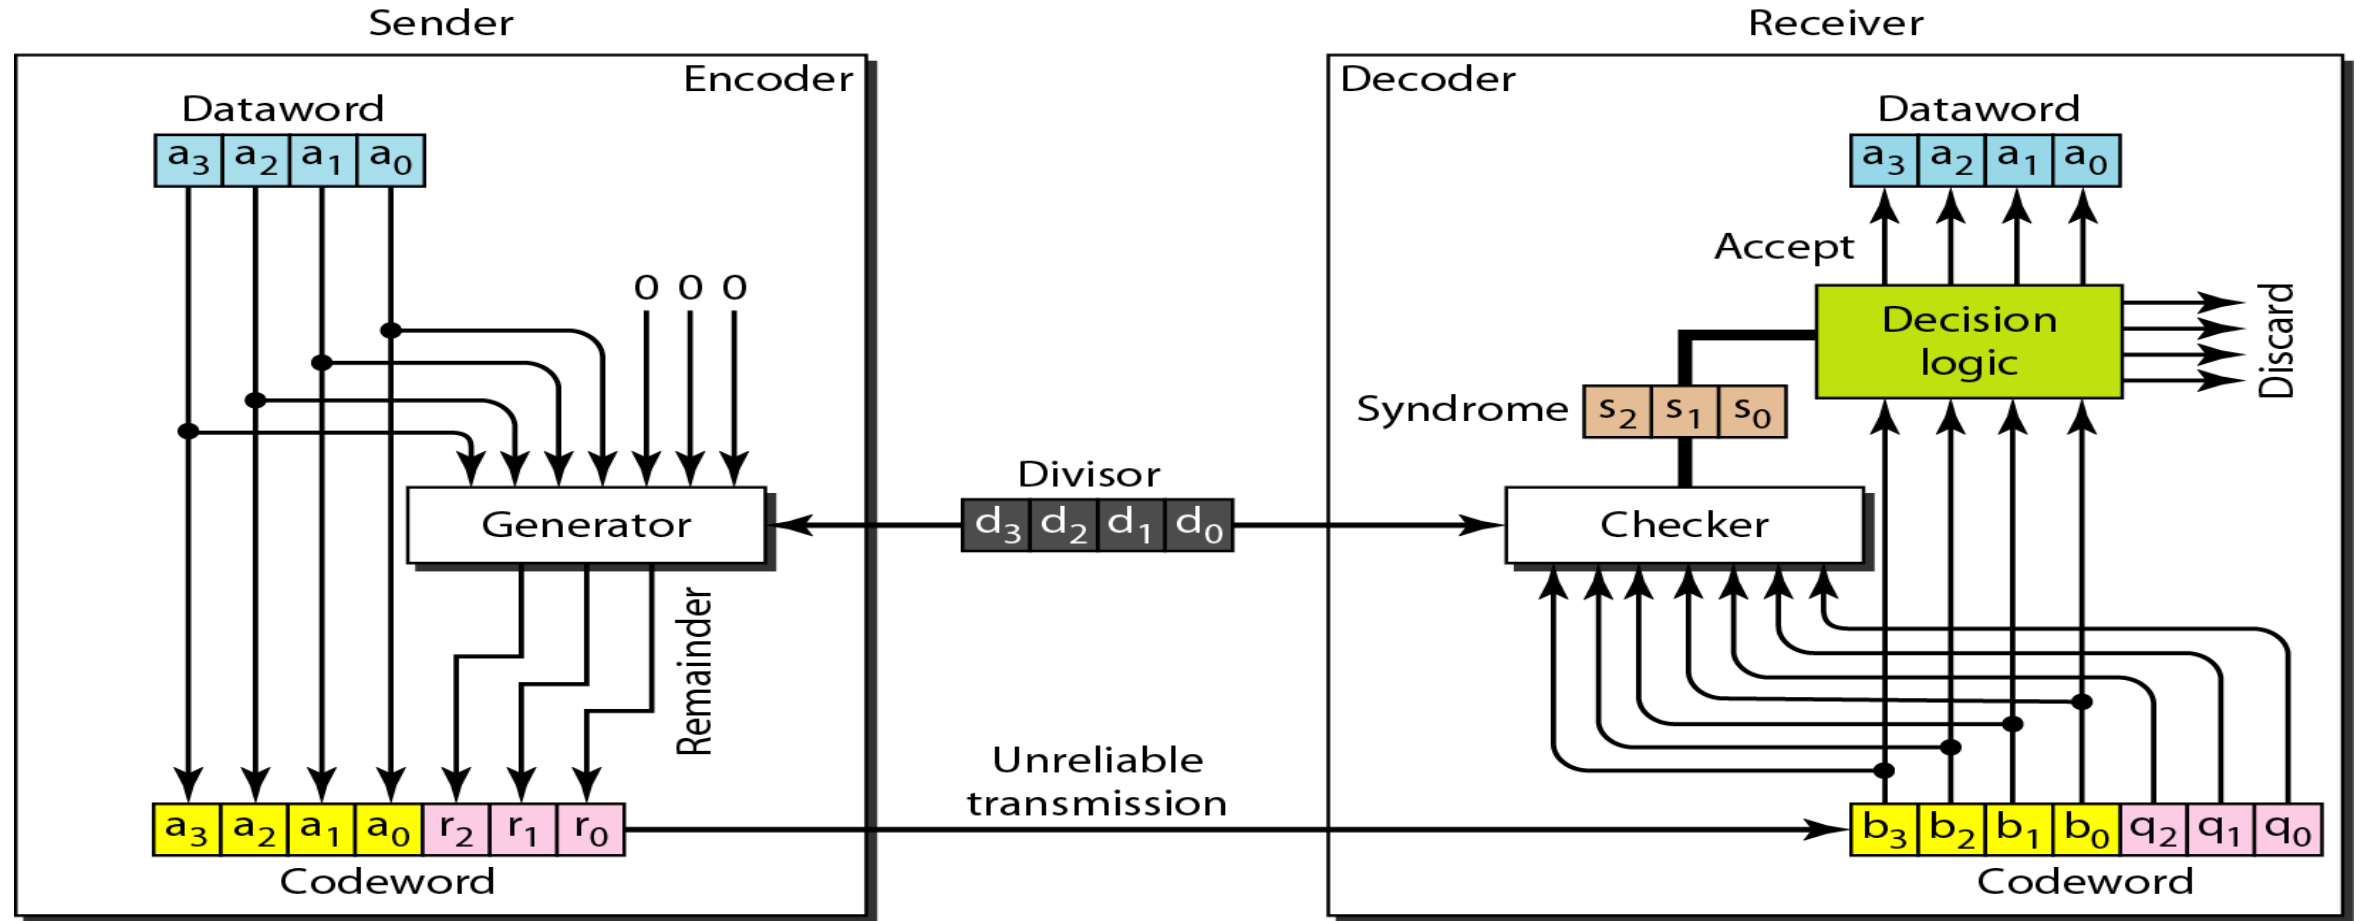 Sender
Encoder
Dataword
a3 a2 a1 a0
0 0 0
Generator
Remainder
a3 a2 a1 a0 r2 r1 r0
Codeword
Divisor
d3 d2 d1 d0
Unreliable
transmission
Receiver
Decoder
Dataword
a3 a2 a1 a0
Accept
Decision
logic
Discard
Syndrome
s2 s1 s0
Checker
b3 b2 b1 b0 q2 q1 q0
Codeword